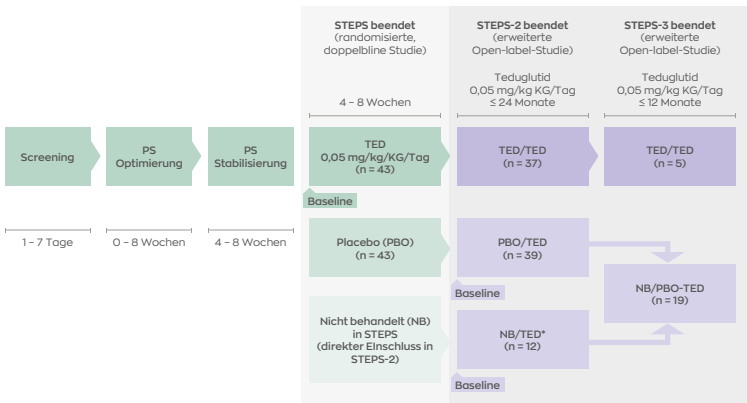 STEPS beendet
(randomisierte,
doppelbline Studie)
4 – 8 Wochen
STEPS-2 beendet
(erweiterte
Open-label-Studie)
Teduglutid
0,05 mg/kg KG/Tag
≤ 24 Monate
STEPS-3 beendet
(erweiterte
Open-label-Studie)
Teduglutid
0,05 mg/kg KG/Tag
≤ 12 Monate
Screening
PS
Optimierung
PS
Stabilisierung
TED
0,05 mg/kg/KG/Tag
(n = 43)
TED/TED
(n = 37)
TED/TED
(n = 5)
Baseline
1 – 7 Tage
0 – 8 Wochen
4 – 8 Wochen
Placebo (PBO)
(n = 43)
PBO/TED
(n = 39)
Baseline
NB/PBO-TED
(n = 19)
Nicht behandelt (NB)
in STEPS
(direkter EInschluss in
STEPS-2)
NB/TED*
(n = 12)
Baseline